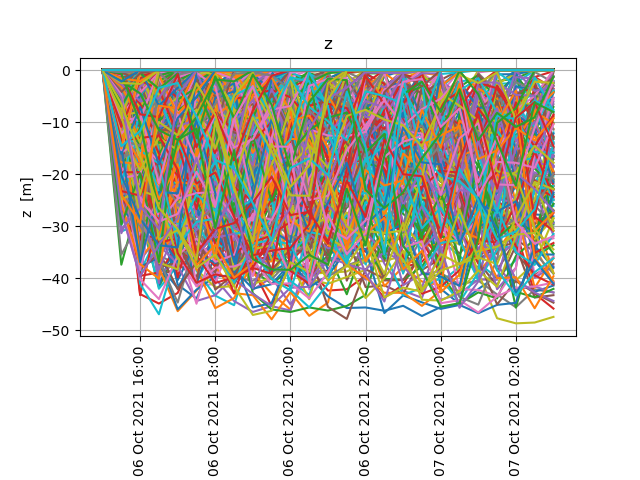 z
0
−10
−20
−30
−40
−50
z [m]
06 Oct 2021 16:00
06 Oct 2021 18:00
06 Oct 2021 20:00
06 Oct 2021 22:00
07 Oct 2021 00:00
07 Oct 2021 02:00